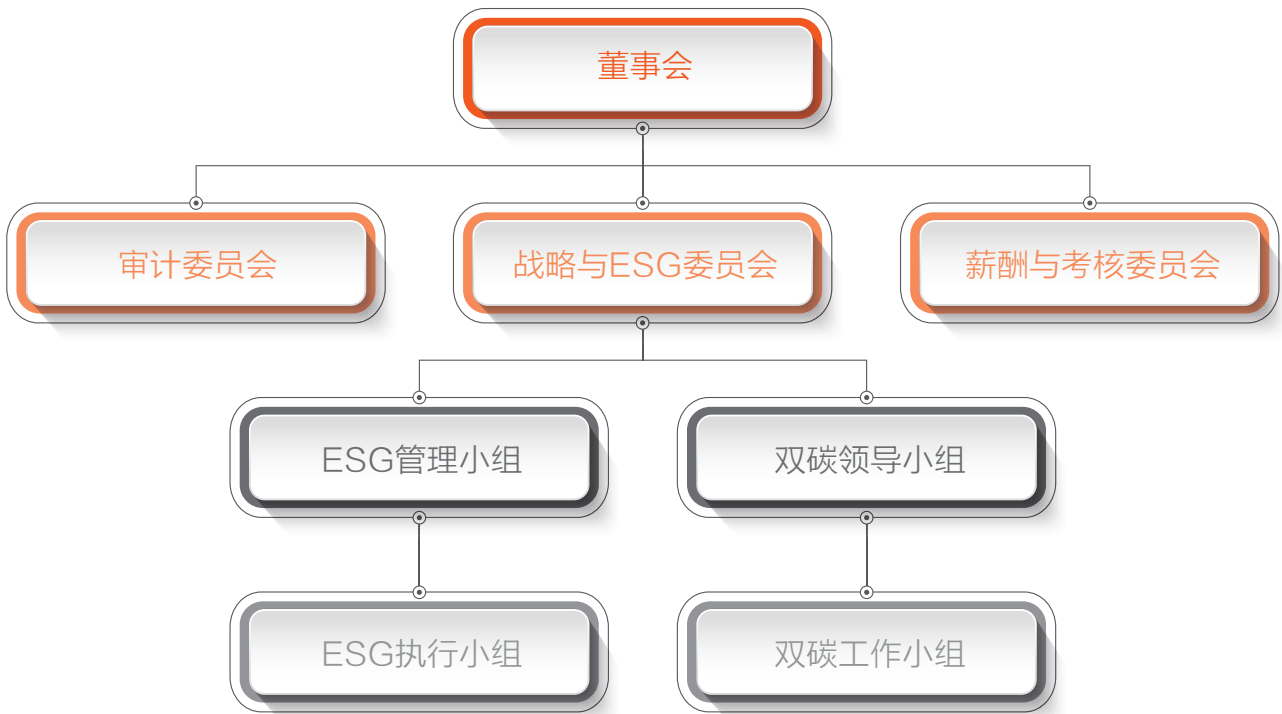 董事会
审计委员会
战略与ESG委员会
薪酬与考核委员会
ESG管理小组
双碳领导小组
ESG执行小组
双碳工作小组